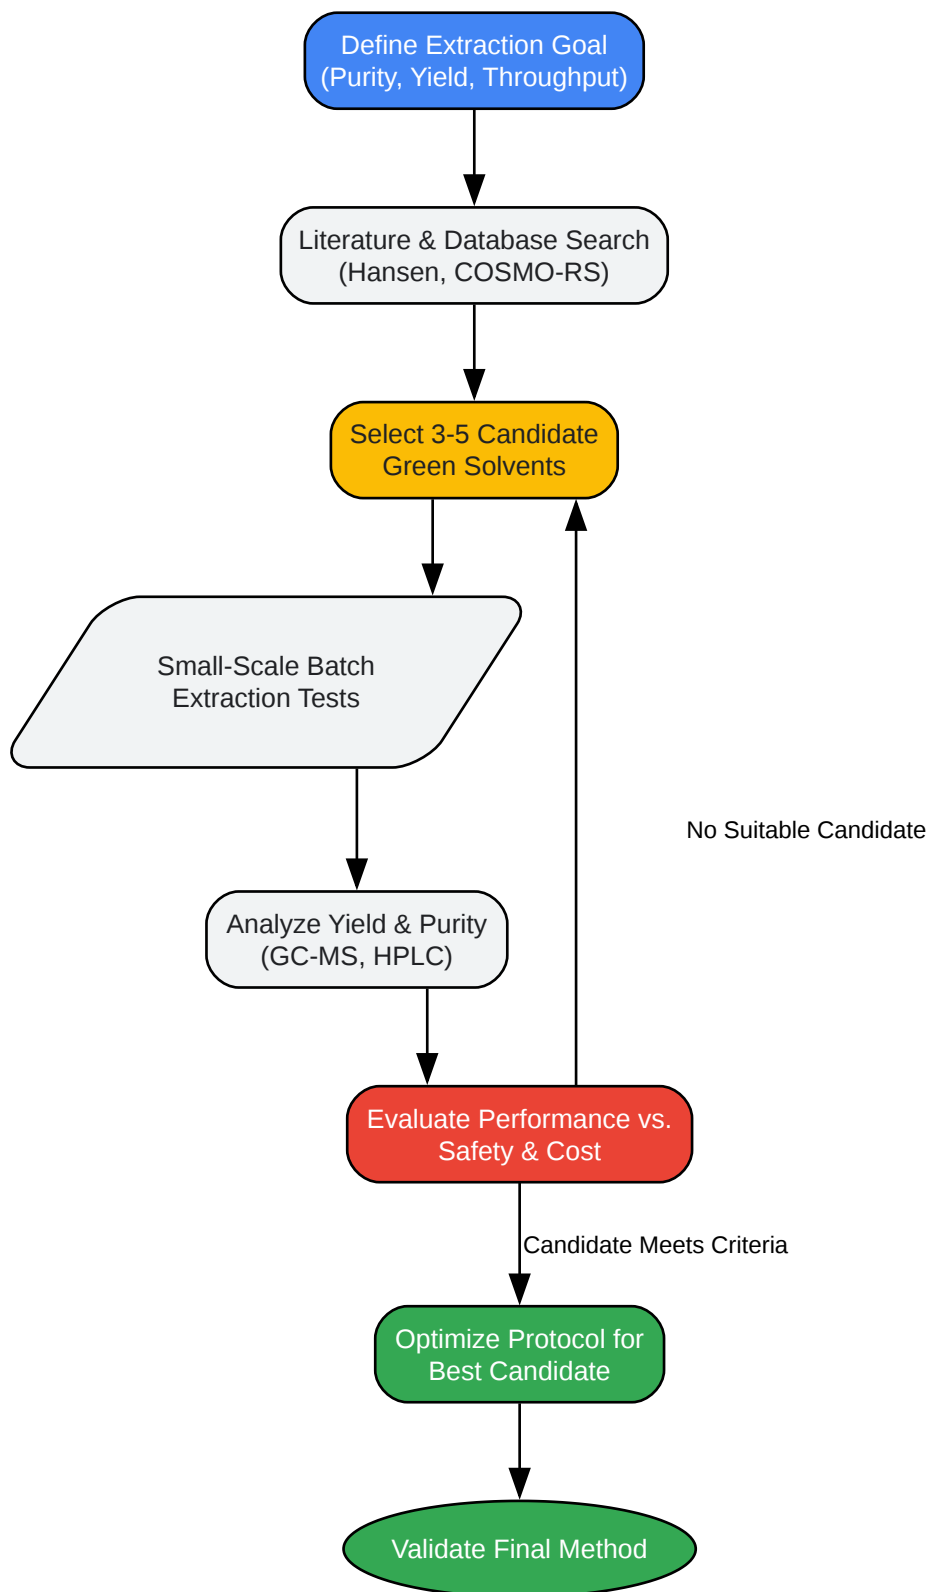 Define Extraction Goal
(Purity, Yield, Throughput)
Literature & Database Search
(Hansen, COSMO-RS)
Select 3-5 Candidate
Green Solvents
Small-Scale Batch
Extraction Tests
No Suitable Candidate
Analyze Yield & Purity
(GC-MS, HPLC)
Evaluate Performance vs.
Safety & Cost
Candidate Meets Criteria
Optimize Protocol for
Best Candidate
Validate Final Method